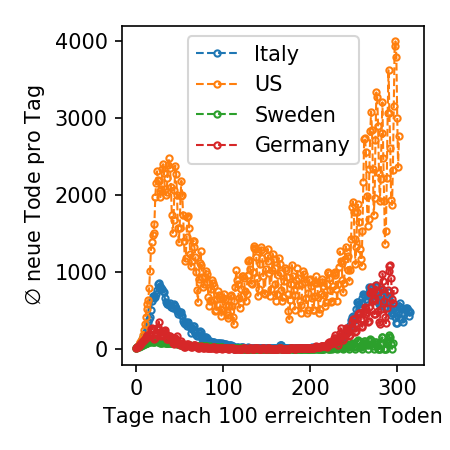 4000
3000
2000
1000
0
∅ neue Tode pro Tag
Italy
US
Sweden
Germany
0
100
200
300
Tage nach 100 erreichten Toden